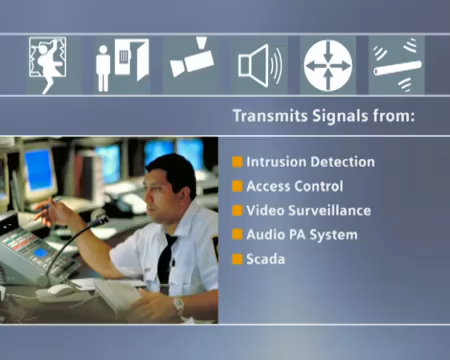 Transmits Signals from:
Intrusion Detection
Access Control
Video Surveillance
Audio PA System
Scada